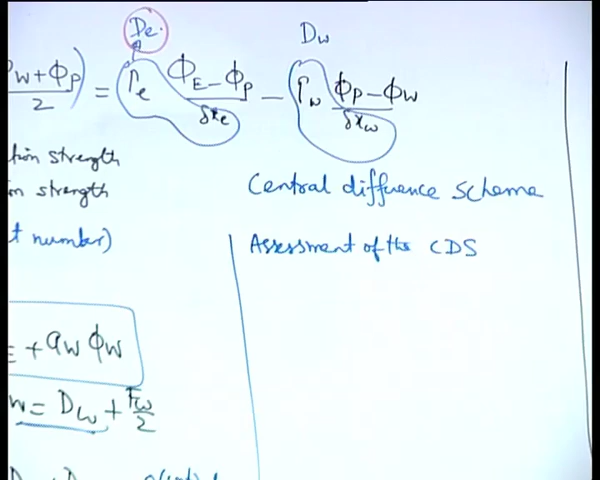 De. Dw
W + ΦP) / 2 = Γe (ΦE - ΦP) / δxe - Γw (ΦP - ΦW) / δxw
tion strength
n strength
Central difference scheme
t number)
Assessment of the CDS
+ aw ΦW
w = Dw + Fw/2